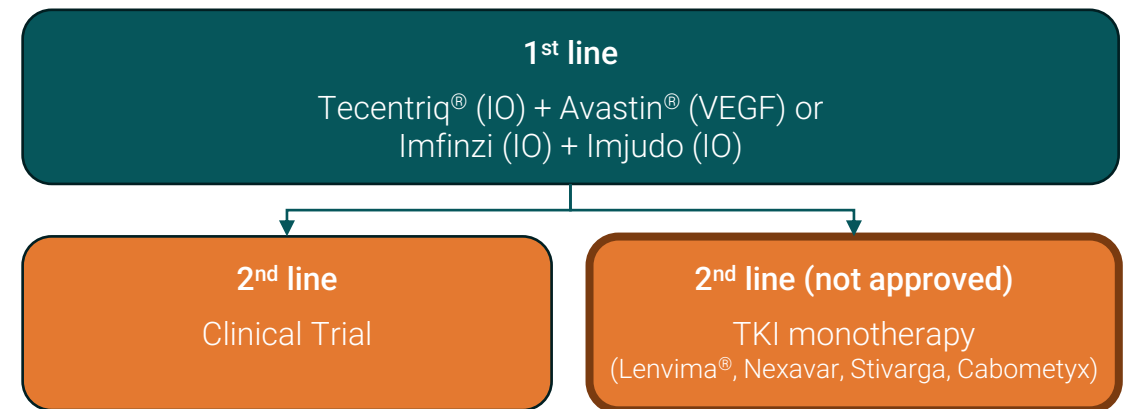 1st line
Tecentriq® (IO) + Avastin® (VEGF) or
Imfinzi (IO) + Imjudo (IO)
2nd line
Clinical Trial
2nd line (not approved)
TKI monotherapy
(Lenvima®, Nexavar, Stivarga, Cabometyx)